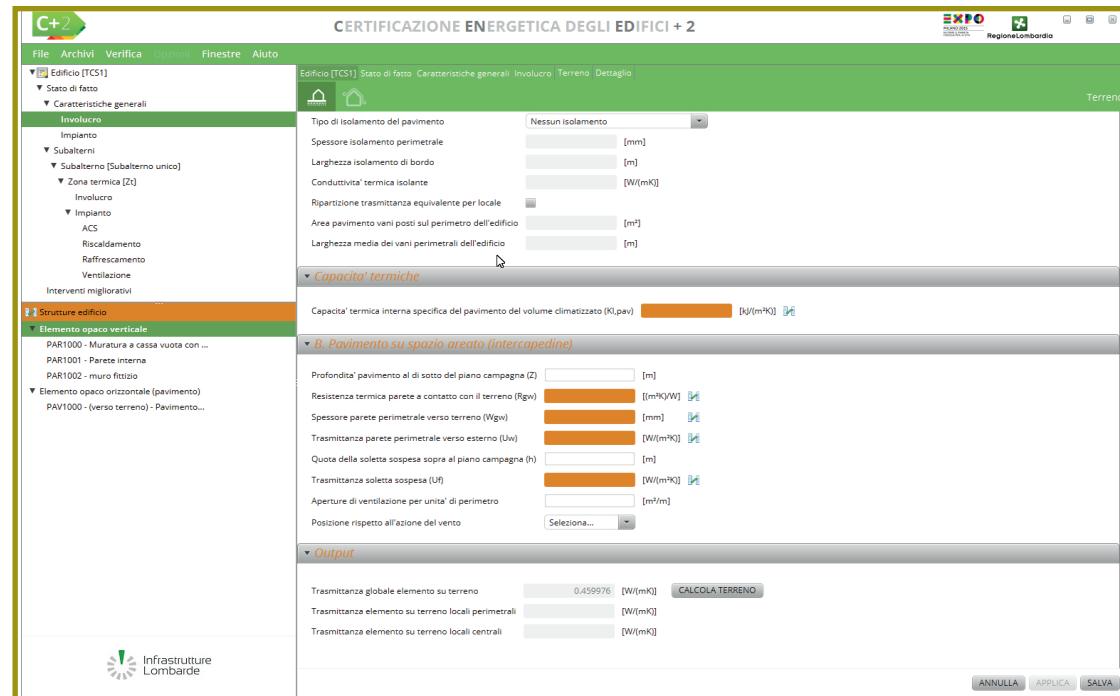 C+2
CERTIFICAZIONE ENERGETICA DEGLI EDIFICI + 2
EXPO
MILANO 2015
RegioneLombardia
File Archivi Verifica Opzioni Finestre Aiuto
Edificio [TCS1]
Stato di fatto
Caratteristiche generali
Involucro
Impianto
Subalterni
Subalterno [Subalterno unico]
Zona termica [Zt]
Involucro
Impianto
ACS
Riscaldamento
Raffrescamento
Ventilazione
Interventi migliorativi
Strutture edificio
Elemento opaco verticale
PAR1000 - Muratura a cassa vuota con ...
PAR1001 - Parete interna
PAR1002 - muro fittizio
Elemento opaco orizzontale (pavimento)
PAV1000 - (verso terreno) - Pavimento...
Infrastrutture
Lombarde
Edificio [TCS1] Stato di fatto Caratteristiche generali Involucro Terreno Dettaglio
Terreno
Tipo di isolamento del pavimento Nessun isolamento
Spessore isolamento perimetrale [mm]
Larghezza isolamento di bordo [m]
Conduttivita' termica isolante [W/(mK)]
Ripartizione trasmittanza equivalente per locale
Area pavimento vani posti sul perimetro dell'edificio [m²]
Larghezza media dei vani perimetrali dell'edificio [m]
Capacita' termiche
Capacita' termica interna specifica del pavimento del volume climatizzato (KI,pav) [kJ/(m²K)]
B. Pavimento su spazio areato (intercapedine)
Profondita' pavimento al di sotto del piano campagna (Z) [m]
Resistenza termica parete a contatto con il terreno (Rgw) [(m²K)/W]
Spessore parete perimetrale verso terreno (Wgw) [mm]
Trasmittanza parete perimetrale verso esterno (Uw) [W/(m²K)]
Quota della soletta sospesa sopra al piano campagna (h) [m]
Trasmittanza soletta sospesa (Uf) [W/(m²K)]
Aperture di ventilazione per unita' di perimetro [m²/m]
Posizione rispetto all'azione del vento Seleziona...
Output
Trasmittanza globale elemento su terreno 0.459976 [W/(mK)] CALCOLA TERRENO
Trasmittanza elemento su terreno locali perimetrali [W/(mK)]
Trasmittanza elemento su terreno locali centrali [W/(mK)]
ANNULLA APPLICA SALVA